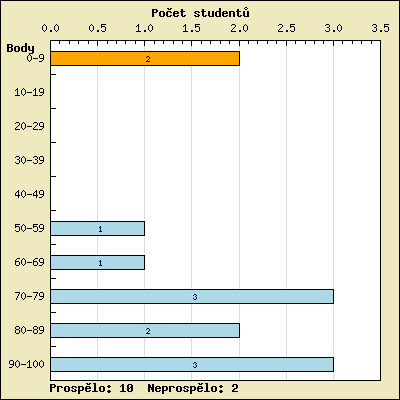 Počet studentů
0.0 0.5 1.0 1.5 2.0 2.5 3.0 3.5
Body
0-9 2
10-19
20-29
30-39
40-49
50-59 1
60-69 1
70-79 3
80-89 2
90-100 3
Prospělo: 10 Neprospělo: 2